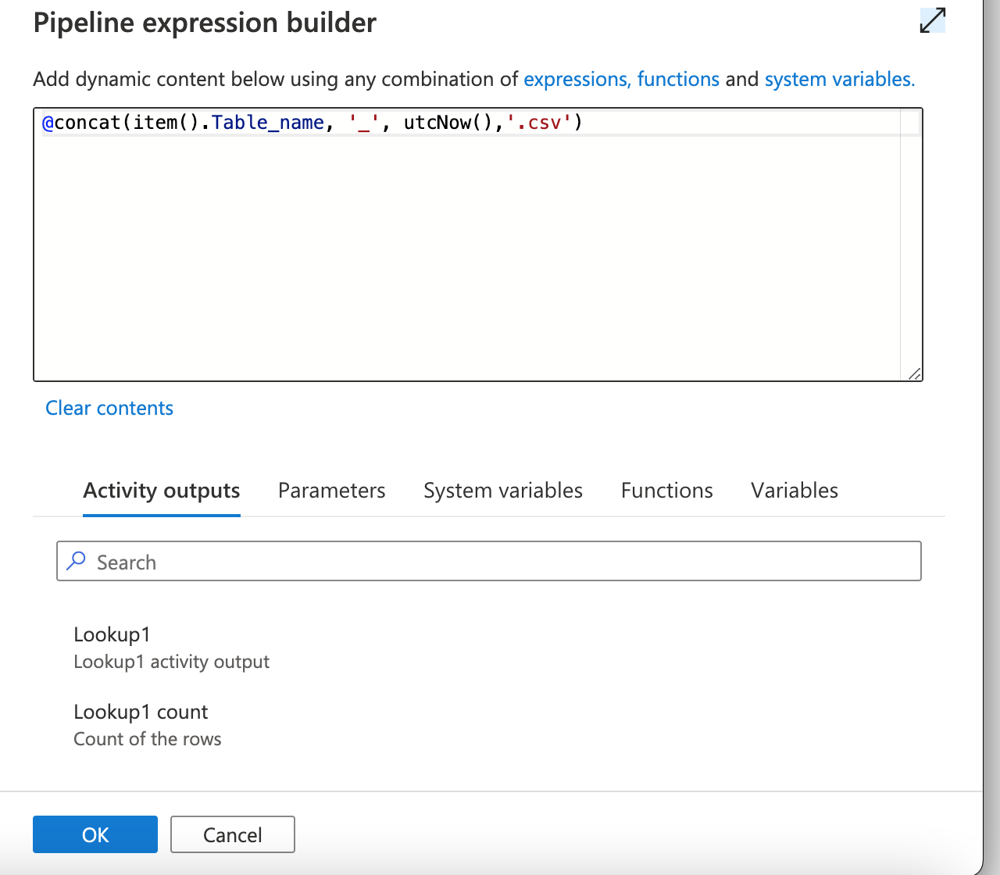 Pipeline expression builder
Add dynamic content below using any combination of expressions, functions and system variables.
@concat(item().Table_name, '_', utcNow(),'.csv')
Clear contents
Activity outputs Parameters System variables Functions Variables
Search
Lookup1
Lookup1 activity output
Lookup1 count
Count of the rows
OK Cancel